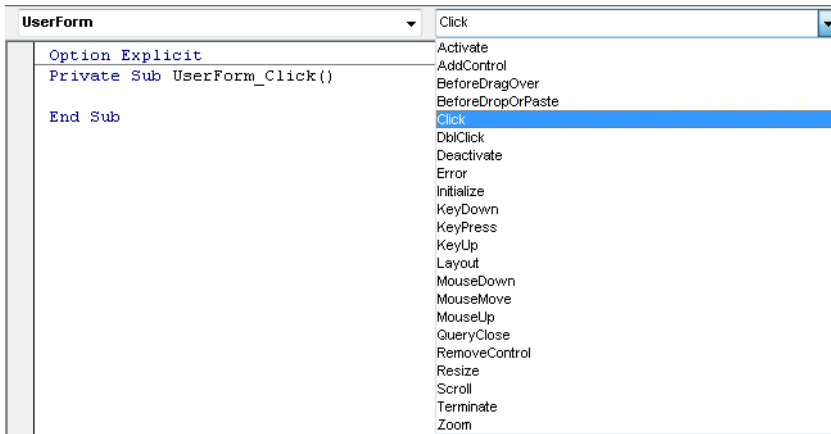 UserForm
Click
Option Explicit
Private Sub UserForm_Click()
End Sub
Activate
AddControl
BeforeDragOver
BeforeDropOrPaste
Click
DblClick
Deactivate
Error
Initialize
KeyDown
KeyPress
KeyUp
Layout
MouseDown
MouseMove
MouseUp
QueryClose
RemoveControl
Resize
Scroll
Terminate
Zoom